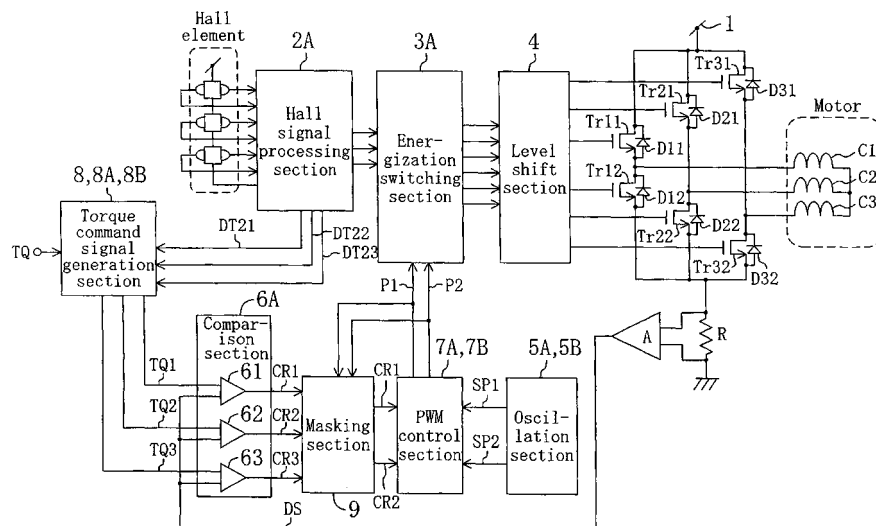 Hall
element
2A
3A
4
1
Hall
signal
processing
section
Ener-
gization
switching
section
Level
shift
section
Tr31
D31
Tr21
D21
Tr11
D11
Tr12
D12
D22
Tr22
Tr32
D32
Motor
C1
C2
C3
8,8A,8B
Torque
command
signal
generation
section
TQ
DT21
DT22
DT23
P1
P2
6A
Compar-
ison
section
61
62
63
TQ1
TQ2
TQ3
CR1
CR2
CR3
Masking
section
9
CR1
CR2
7A,7B
PWM
control
section
SP1
SP2
5A,5B
Oscil-
lation
section
A
R
DS